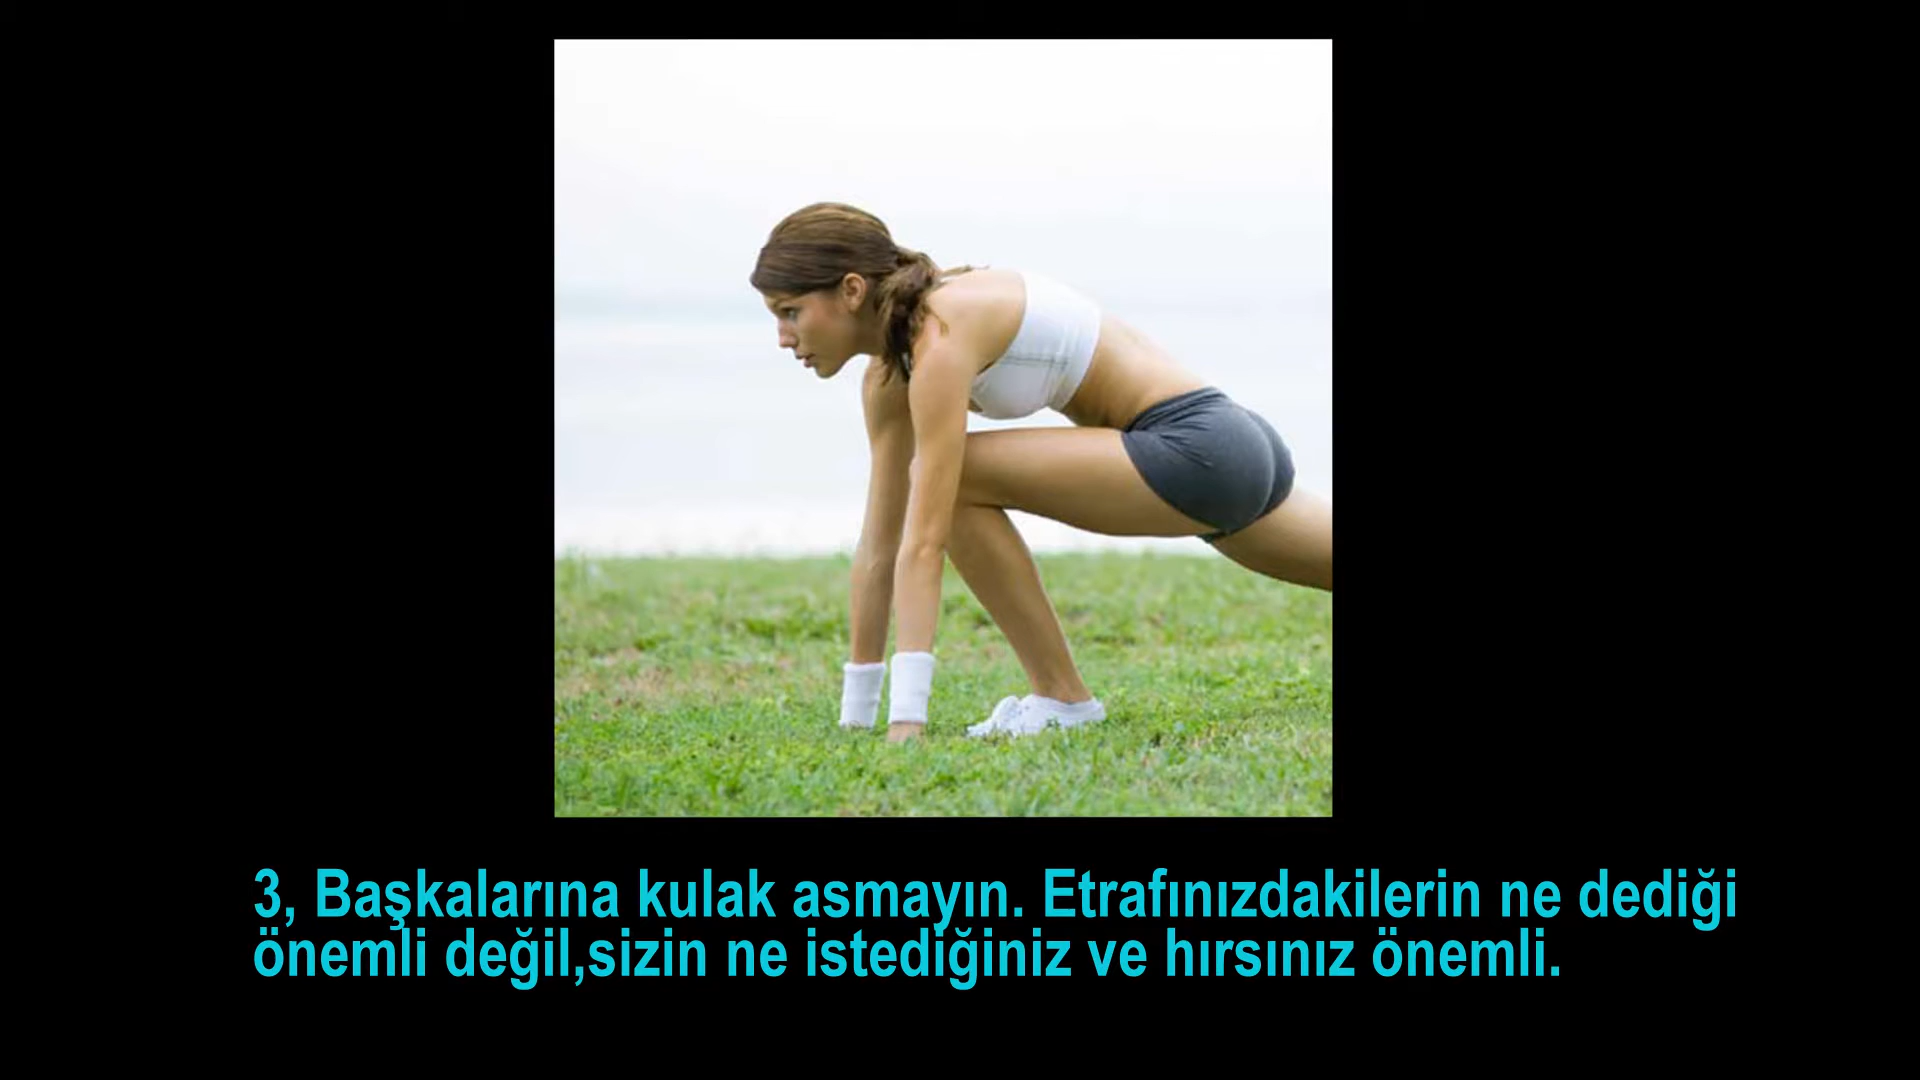 3, Başkalarına kulak asmayın. Etrafınızdakilerin ne dediği
önemli değil,sizin ne istediğiniz ve hırsınız önemli.